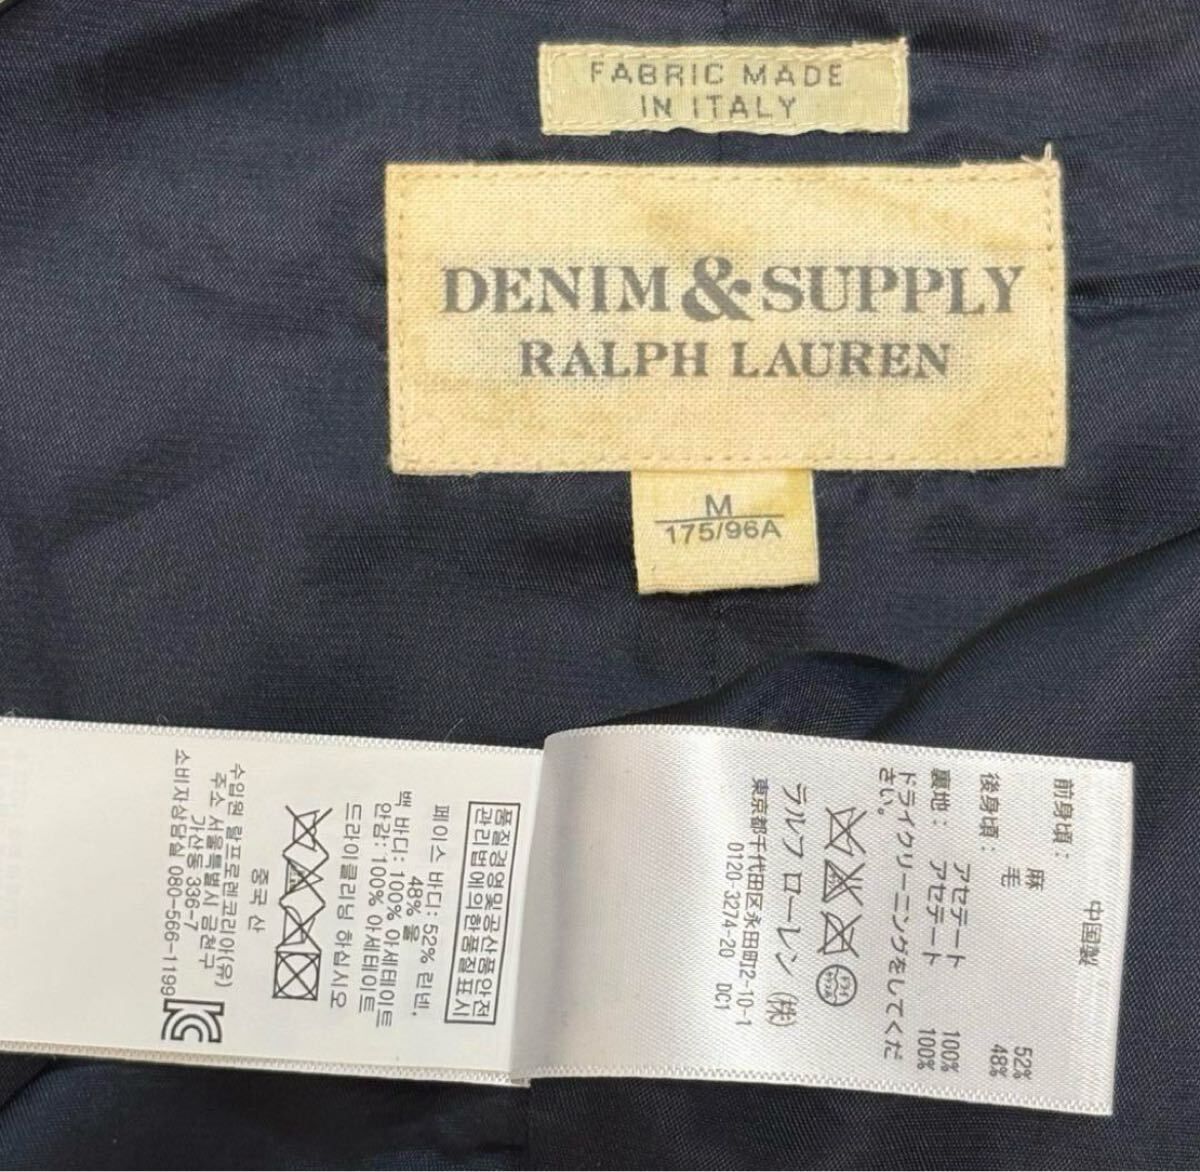 FABRIC MADE
IN ITALY
DENIM & SUPPLY
RALPH LAUREN
M
175/96A
품질경영및공산품안전
관리법에의한품질표시
페이스 바디: 52% 리넨,
48% 울
백 바디: 100% 아세테이트
안감: 100% 아세테이트
드라이클리닝 하십시오
중국 산
수입원 랄프로렌코리아(유)
주소 서울특별시 금천구
가산동 336-7
소비자상담실 080-566-1199
中国製
前身頃:
麻 52%
毛 48%
後身頃:
アセテート 100%
裏地: アセテート 100%
ドライクリーニングをしてくだ
さい。
ラルフ ローレン (株)
東京都千代田区永田町2-10-1
0120-3274-20 DC1